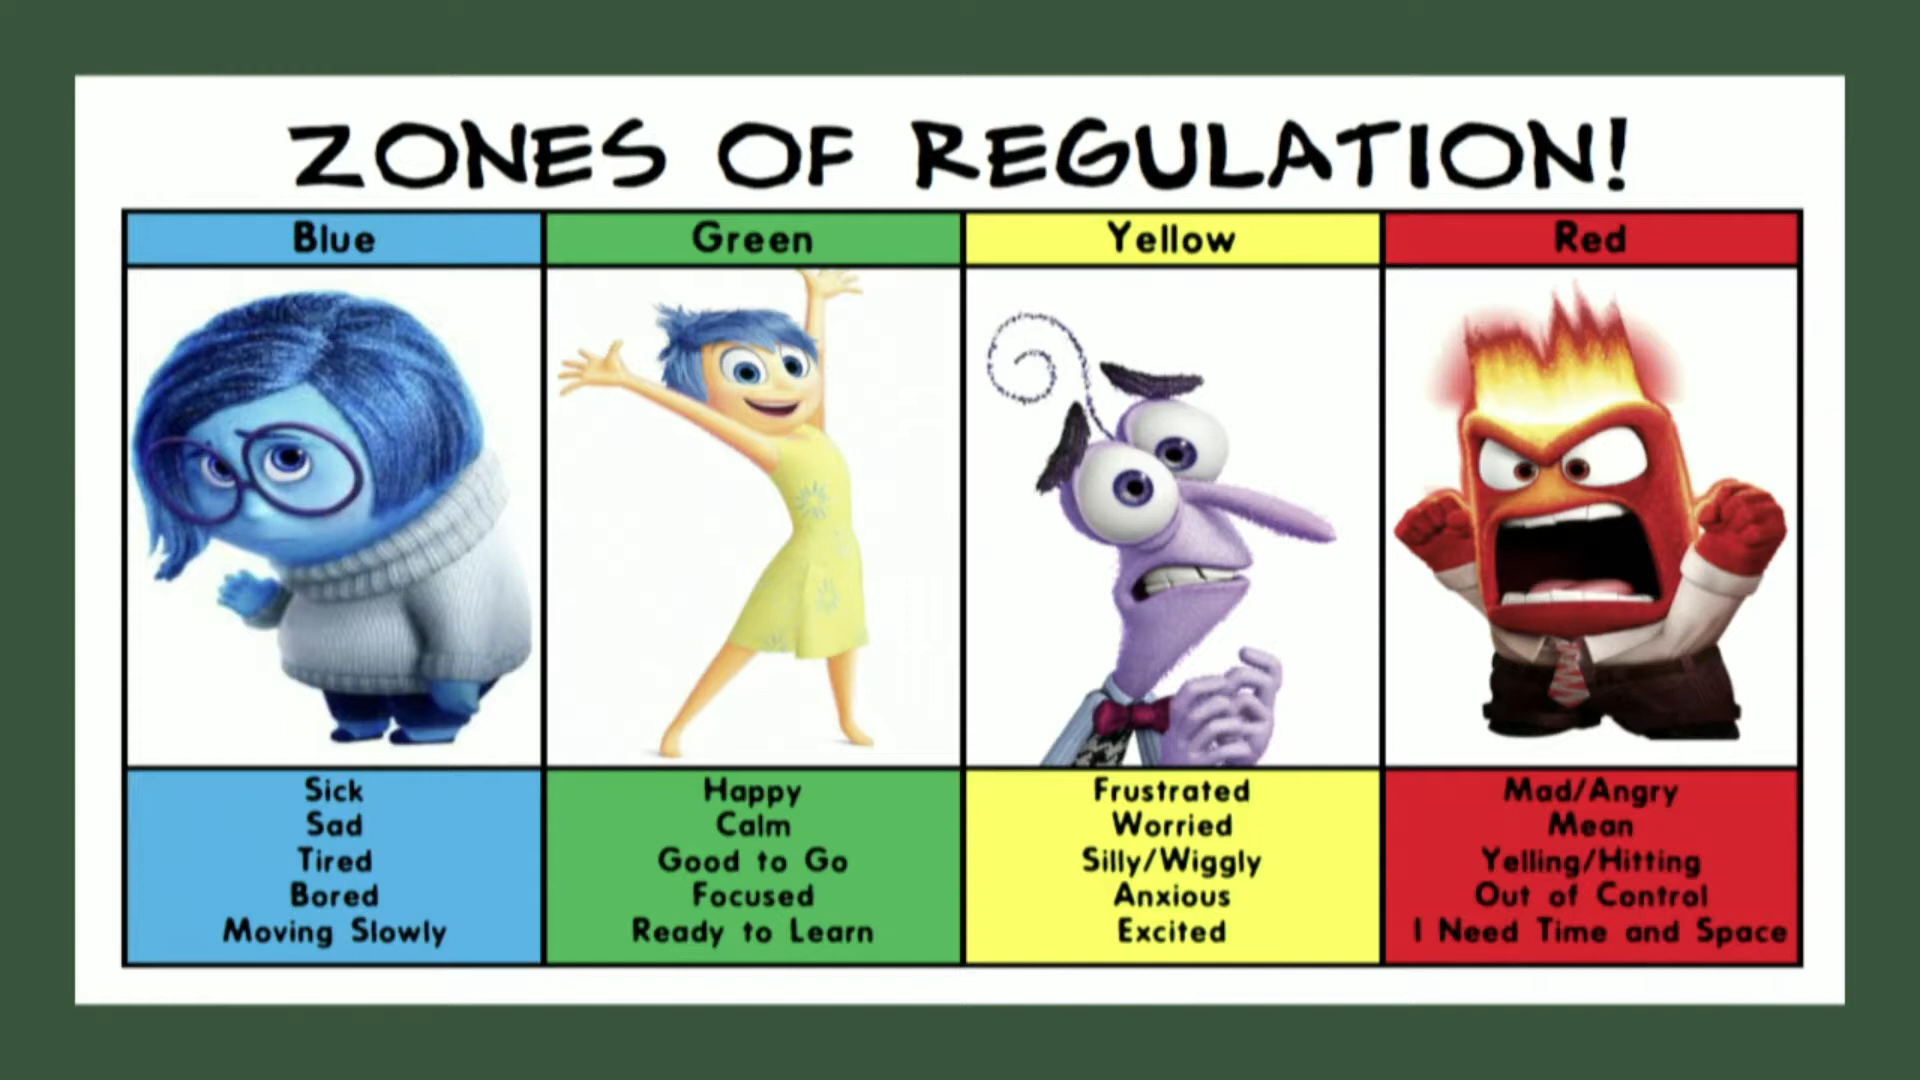 ZONES OF REGULATION!
Blue
Green
Yellow
Red
Sick
Sad
Tired
Bored
Moving Slowly
Happy
Calm
Good to Go
Focused
Ready to Learn
Frustrated
Worried
Silly/Wiggly
Anxious
Excited
Mad/Angry
Mean
Yelling/Hitting
Out of Control
I Need Time and Space